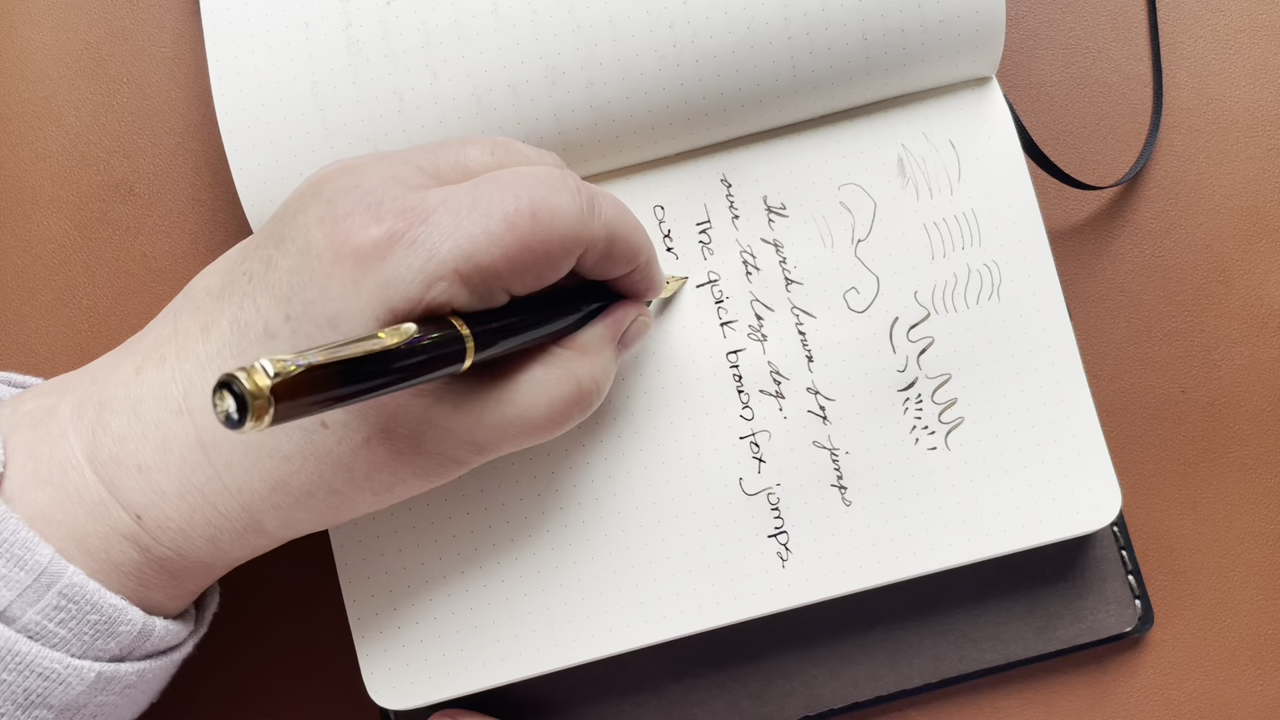 The quick brown fox jumps
over the lazy dog.
The quick brown fox jumps
over